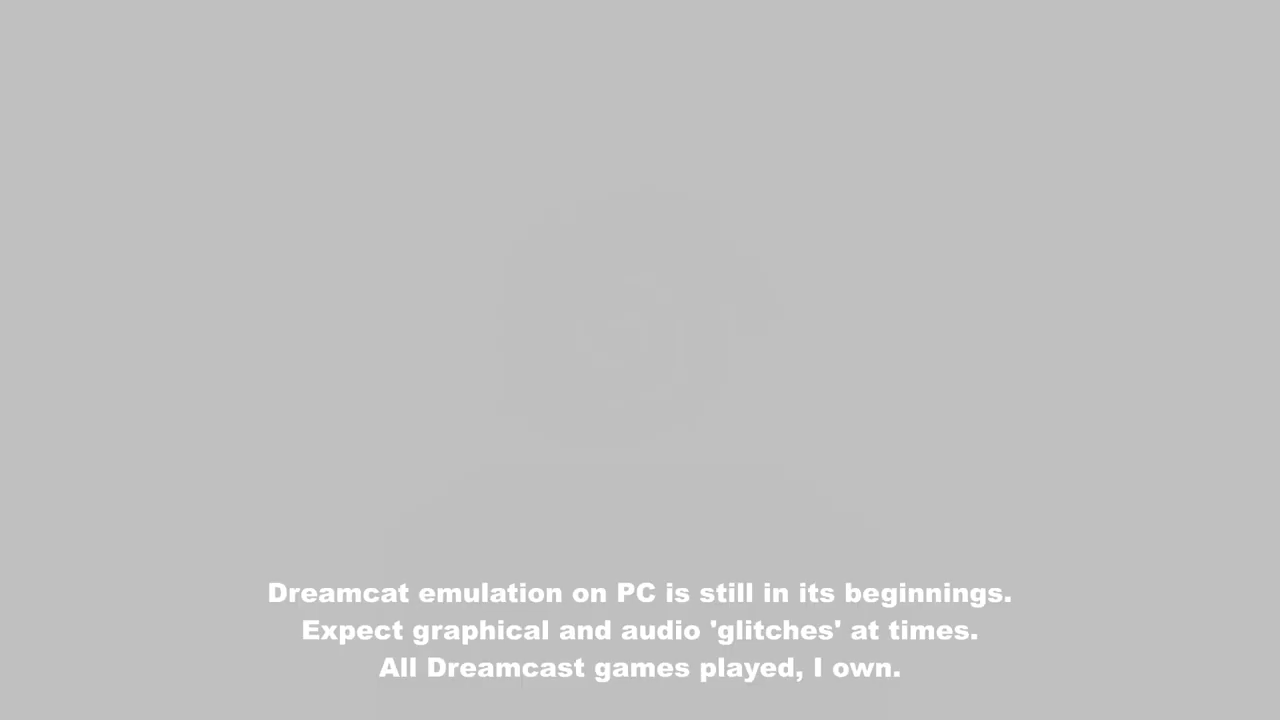 Dreamcat emulation on PC is still in its beginnings.
Expect graphical and audio 'glitches' at times.
All Dreamcast games played, I own.